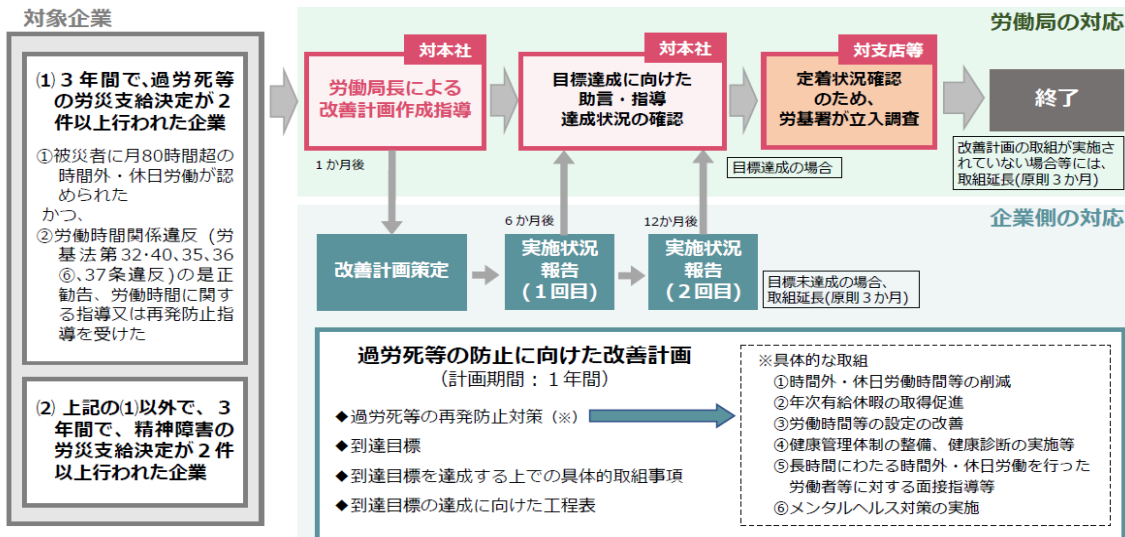 対象企業
⑴３年間で、過労死等
の労災支給決定が２
件以上行われた企業
①被災者に月80時間超の
時間外・休日労働が認
められた
かつ、
②労働時間関係違反（労
基法第32･40、35、36
⑥、37条違反）の是正
勧告、労働時間に関す
る指導又は再発防止指
導を受けた
⑵ 上記の⑴以外で、３
年間で、精神障害の
労災支給決定が２件
以上行われた企業
労働局の対応
対本社
労働局長による
改善計画作成指導
対本社
目標達成に向けた
助言・指導
達成状況の確認
対支店等
定着状況確認
のため、
労基署が立入調査
終了
１か月後
目標達成の場合
改善計画の取組が実施さ
れていない場合等には、
取組延長(原則３か月)
企業側の対応
６か月後
12か月後
改善計画策定
実施状況
報告
(１回目)
実施状況
報告
(２回目)
目標未達成の場合、
取組延長(原則３か月)
過労死等の防止に向けた改善計画
（計画期間：１年間）
◆過労死等の再発防止対策（※）
◆到達目標
◆到達目標を達成する上での具体的取組事項
◆到達目標の達成に向けた工程表
※具体的な取組
①時間外・休日労働時間等の削減
②年次有給休暇の取得促進
③労働時間等の設定の改善
④健康管理体制の整備、健康診断の実施等
⑤長時間にわたる時間外・休日労働を行った
労働者等に対する面接指導等
⑥メンタルヘルス対策の実施